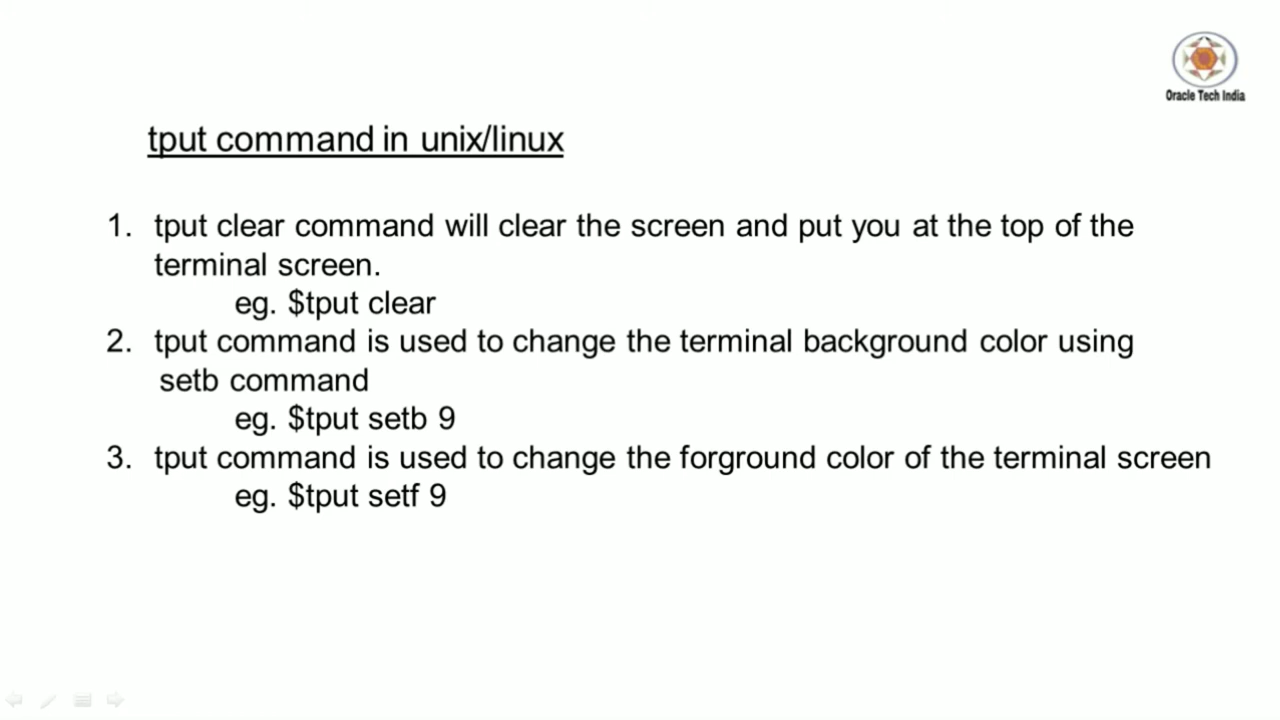 Oracle Tech India
tput command in unix/linux
1. tput clear command will clear the screen and put you at the top of the
terminal screen.
eg. $tput clear
2. tput command is used to change the terminal background color using
setb command
eg. $tput setb 9
3. tput command is used to change the forground color of the terminal screen
eg. $tput setf 9